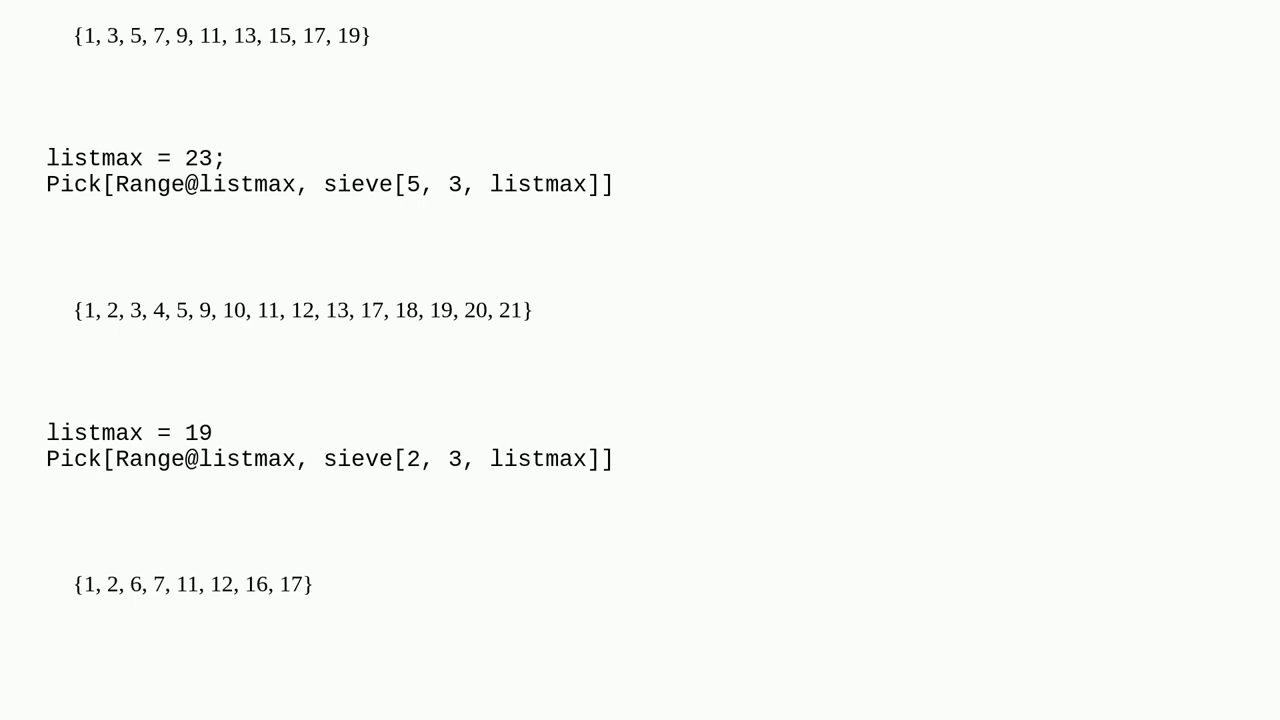 {1, 3, 5, 7, 9, 11, 13, 15, 17, 19}
listmax = 23;
Pick[Range@listmax, sieve[5, 3, listmax]]
{1, 2, 3, 4, 5, 9, 10, 11, 12, 13, 17, 18, 19, 20, 21}
listmax = 19
Pick[Range@listmax, sieve[2, 3, listmax]]
{1, 2, 6, 7, 11, 12, 16, 17}